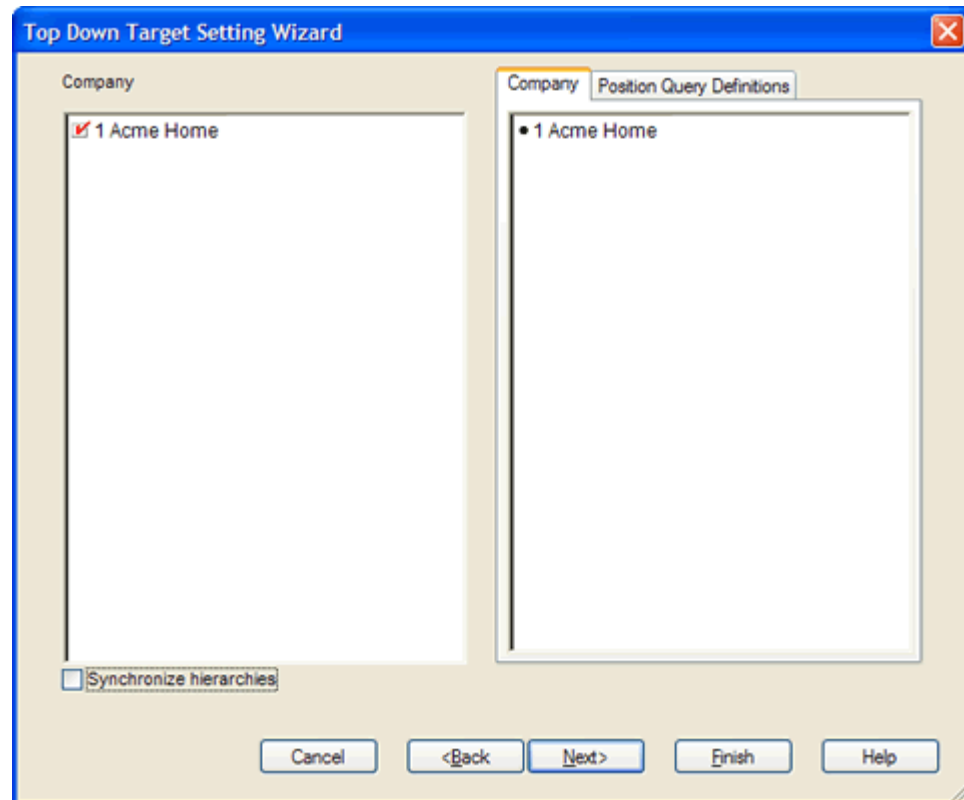 Top Down Target Setting Wizard
Company
1 Acme Home
Company
Position Query Definitions
1 Acme Home
Synchronize hierarchies
Cancel
<Back
Next>
Finish
Help